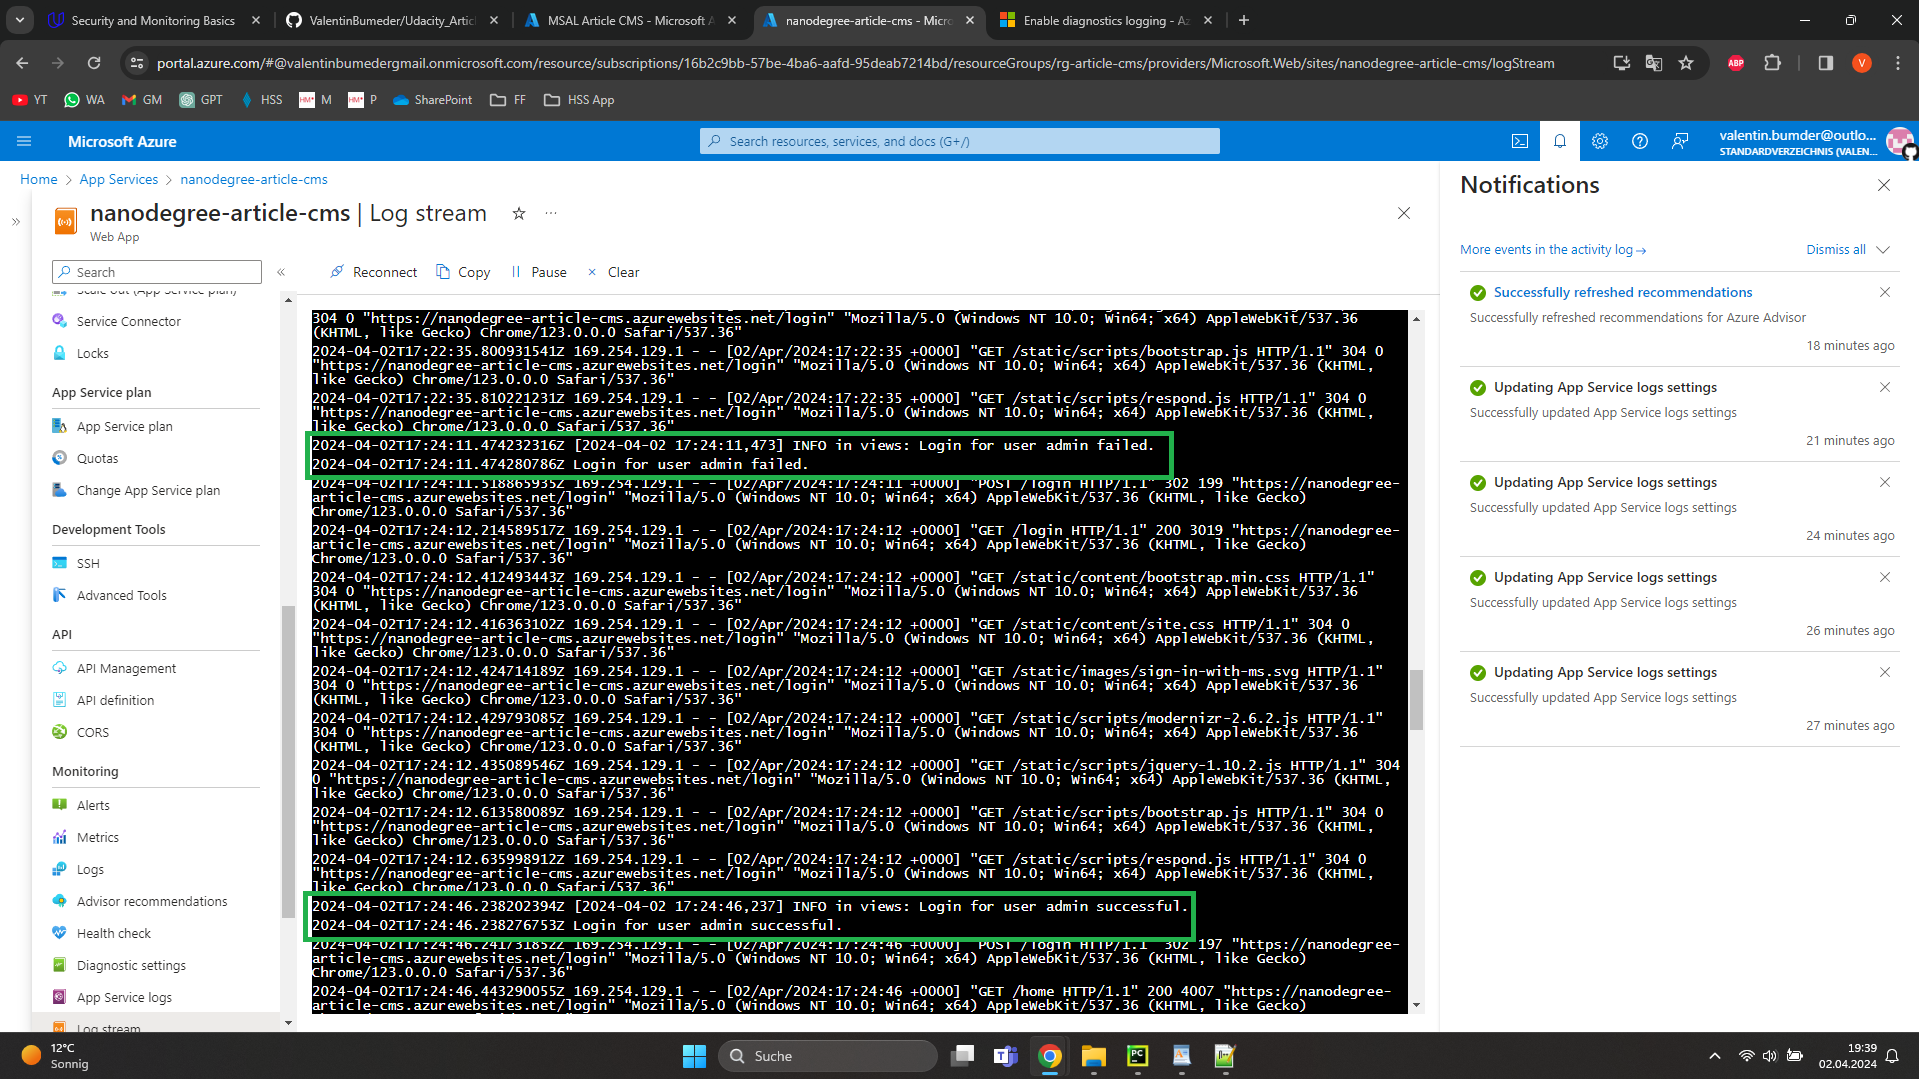 Security and Monitoring Basics
ValentinBumeder/Udacity_Artic
MSAL Article CMS - Microsoft A
nanodegree-article-cms - Micro
Enable diagnostics logging - Az
portal.azure.com/#@valentinbumedergmail.onmicrosoft.com/resource/subscriptions/16b2c9bb-57be-4ba6-aafd-95deab7214bd/resourceGroups/rg-article-cms/providers/Microsoft.Web/sites/nanodegree-article-cms/logStream
ABP
V
YT
WA
GM
GPT
HSS
M
P
SharePoint
FF
HSS App
Microsoft Azure
Search resources, services, and docs (G+/)
valentin.bumder@outlo...
STANDARDVERZEICHNIS (VALEN...
Home > App Services > nanodegree-article-cms
nanodegree-article-cms | Log stream
Web App
Search
Reconnect
Copy
Pause
Clear
Scale out (App Service plan)
Service Connector
Locks
App Service plan
App Service plan
Quotas
Change App Service plan
Development Tools
SSH
Advanced Tools
API
API Management
API definition
CORS
Monitoring
Alerts
Metrics
Logs
Advisor recommendations
Health check
Diagnostic settings
App Service logs
Log stream
304 0 "https://nanodegree-article-cms.azurewebsites.net/login" "Mozilla/5.0 (Windows NT 10.0; Win64; x64) AppleWebKit/537.36
(KHTML, like Gecko) Chrome/123.0.0.0 Safari/537.36"
2024-04-02T17:22:35.800931541Z 169.254.129.1 - - [02/Apr/2024:17:22:35 +0000] "GET /static/scripts/bootstrap.js HTTP/1.1" 304 0
"https://nanodegree-article-cms.azurewebsites.net/login" "Mozilla/5.0 (Windows NT 10.0; Win64; x64) AppleWebKit/537.36 (KHTML,
like Gecko) Chrome/123.0.0.0 Safari/537.36"
2024-04-02T17:22:35.810221231Z 169.254.129.1 - - [02/Apr/2024:17:22:35 +0000] "GET /static/scripts/respond.js HTTP/1.1" 304 0
"https://nanodegree-article-cms.azurewebsites.net/login" "Mozilla/5.0 (Windows NT 10.0; Win64; x64) AppleWebKit/537.36 (KHTML,
like Gecko) Chrome/123.0.0.0 Safari/537.36"
2024-04-02T17:24:11.474232316Z [2024-04-02 17:24:11,473] INFO in views: Login for user admin failed.
2024-04-02T17:24:11.474280786Z Login for user admin failed.
2024-04-02T17:24:11.518865935Z 169.254.129.1 - - [02/Apr/2024:17:24:11 +0000] "POST /login HTTP/1.1" 302 199 "https://nanodegree-
article-cms.azurewebsites.net/login" "Mozilla/5.0 (Windows NT 10.0; Win64; x64) AppleWebKit/537.36 (KHTML, like Gecko)
Chrome/123.0.0.0 Safari/537.36"
2024-04-02T17:24:12.214589517Z 169.254.129.1 - - [02/Apr/2024:17:24:12 +0000] "GET /login HTTP/1.1" 200 3019 "https://nanodegree-
article-cms.azurewebsites.net/login" "Mozilla/5.0 (Windows NT 10.0; Win64; x64) AppleWebKit/537.36 (KHTML, like Gecko)
Chrome/123.0.0.0 Safari/537.36"
2024-04-02T17:24:12.412493443Z 169.254.129.1 - - [02/Apr/2024:17:24:12 +0000] "GET /static/content/bootstrap.min.css HTTP/1.1"
304 0 "https://nanodegree-article-cms.azurewebsites.net/login" "Mozilla/5.0 (Windows NT 10.0; Win64; x64) AppleWebKit/537.36
(KHTML, like Gecko) Chrome/123.0.0.0 Safari/537.36"
2024-04-02T17:24:12.416363102Z 169.254.129.1 - - [02/Apr/2024:17:24:12 +0000] "GET /static/content/site.css HTTP/1.1" 304 0
"https://nanodegree-article-cms.azurewebsites.net/login" "Mozilla/5.0 (Windows NT 10.0; Win64; x64) AppleWebKit/537.36 (KHTML,
like Gecko) Chrome/123.0.0.0 Safari/537.36"
2024-04-02T17:24:12.424714189Z 169.254.129.1 - - [02/Apr/2024:17:24:12 +0000] "GET /static/images/sign-in-with-ms.svg HTTP/1.1"
304 0 "https://nanodegree-article-cms.azurewebsites.net/login" "Mozilla/5.0 (Windows NT 10.0; Win64; x64) AppleWebKit/537.36
(KHTML, like Gecko) Chrome/123.0.0.0 Safari/537.36"
2024-04-02T17:24:12.429793085Z 169.254.129.1 - - [02/Apr/2024:17:24:12 +0000] "GET /static/scripts/modernizr-2.6.2.js HTTP/1.1"
304 0 "https://nanodegree-article-cms.azurewebsites.net/login" "Mozilla/5.0 (Windows NT 10.0; Win64; x64) AppleWebKit/537.36
(KHTML, like Gecko) Chrome/123.0.0.0 Safari/537.36"
2024-04-02T17:24:12.435089546Z 169.254.129.1 - - [02/Apr/2024:17:24:12 +0000] "GET /static/scripts/jquery-1.10.2.js HTTP/1.1" 304
0 "https://nanodegree-article-cms.azurewebsites.net/login" "Mozilla/5.0 (Windows NT 10.0; Win64; x64) AppleWebKit/537.36 (KHTML,
like Gecko) Chrome/123.0.0.0 Safari/537.36"
2024-04-02T17:24:12.613580089Z 169.254.129.1 - - [02/Apr/2024:17:24:12 +0000] "GET /static/scripts/bootstrap.js HTTP/1.1" 304 0
"https://nanodegree-article-cms.azurewebsites.net/login" "Mozilla/5.0 (Windows NT 10.0; Win64; x64) AppleWebKit/537.36 (KHTML,
like Gecko) Chrome/123.0.0.0 Safari/537.36"
2024-04-02T17:24:12.635998912Z 169.254.129.1 - - [02/Apr/2024:17:24:12 +0000] "GET /static/scripts/respond.js HTTP/1.1" 304 0
"https://nanodegree-article-cms.azurewebsites.net/login" "Mozilla/5.0 (Windows NT 10.0; Win64; x64) AppleWebKit/537.36 (KHTML,
like Gecko) Chrome/123.0.0.0 Safari/537.36"
2024-04-02T17:24:46.238202394Z [2024-04-02 17:24:46,237] INFO in views: Login for user admin successful.
2024-04-02T17:24:46.238276753Z Login for user admin successful.
2024-04-02T17:24:46.241731852Z 169.254.129.1 - - [02/Apr/2024:17:24:46 +0000] "POST /login HTTP/1.1" 302 197 "https://nanodegree-
article-cms.azurewebsites.net/login" "Mozilla/5.0 (Windows NT 10.0; Win64; x64) AppleWebKit/537.36 (KHTML, like Gecko)
Chrome/123.0.0.0 Safari/537.36"
2024-04-02T17:24:46.443290055Z 169.254.129.1 - - [02/Apr/2024:17:24:46 +0000] "GET /home HTTP/1.1" 200 4007 "https://nanodegree-
article-cms.azurewebsites.net/login" "Mozilla/5.0 (Windows NT 10.0; Win64; x64) AppleWebKit/537.36 (KHTML, like Gecko)
Notifications
More events in the activity log →
Dismiss all
Successfully refreshed recommendations
Successfully refreshed recommendations for Azure Advisor
18 minutes ago
Updating App Service logs settings
Successfully updated App Service logs settings
21 minutes ago
Updating App Service logs settings
Successfully updated App Service logs settings
24 minutes ago
Updating App Service logs settings
Successfully updated App Service logs settings
26 minutes ago
Updating App Service logs settings
Successfully updated App Service logs settings
27 minutes ago
12°C
Sonnig
Suche
19:39
02.04.2024